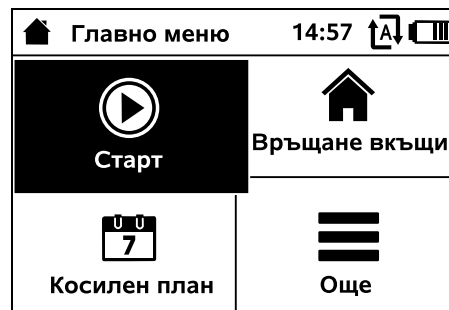 Главно меню 14:57 A
Старт
Връщане вкъщи
7
Косилен план
Още